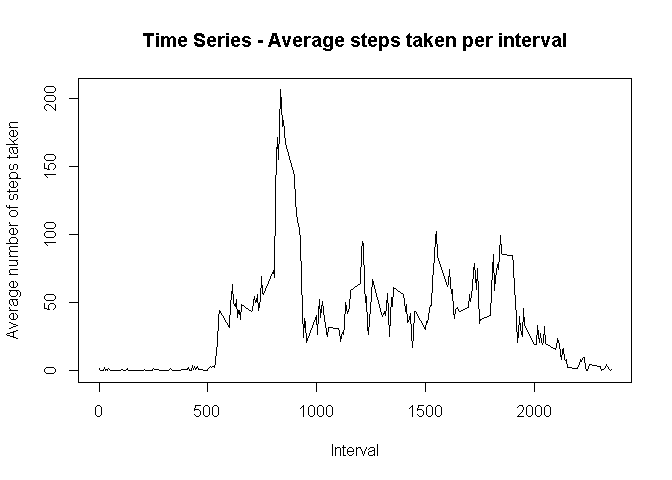 Time Series - Average steps taken per interval
Average number of steps taken
200
150
100
50
0
0 500 1000 1500 2000
Interval